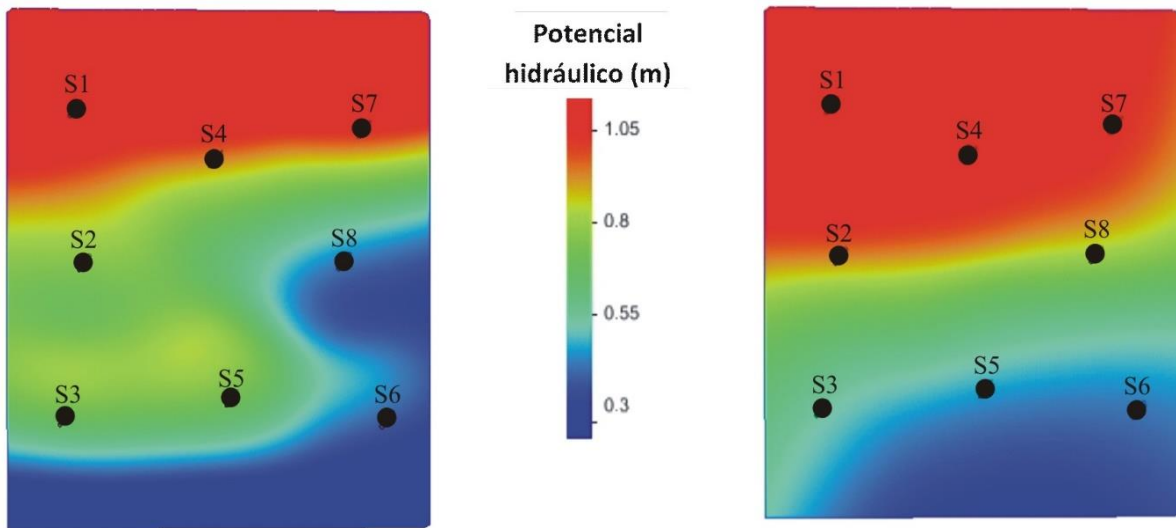 S1
S7
S4
S2
S8
S5
S3
S6
Potencial
hidráulico (m)
1.05
0.8
0.55
0.3
S1
S7
S4
S2
S8
S5
S3
S6